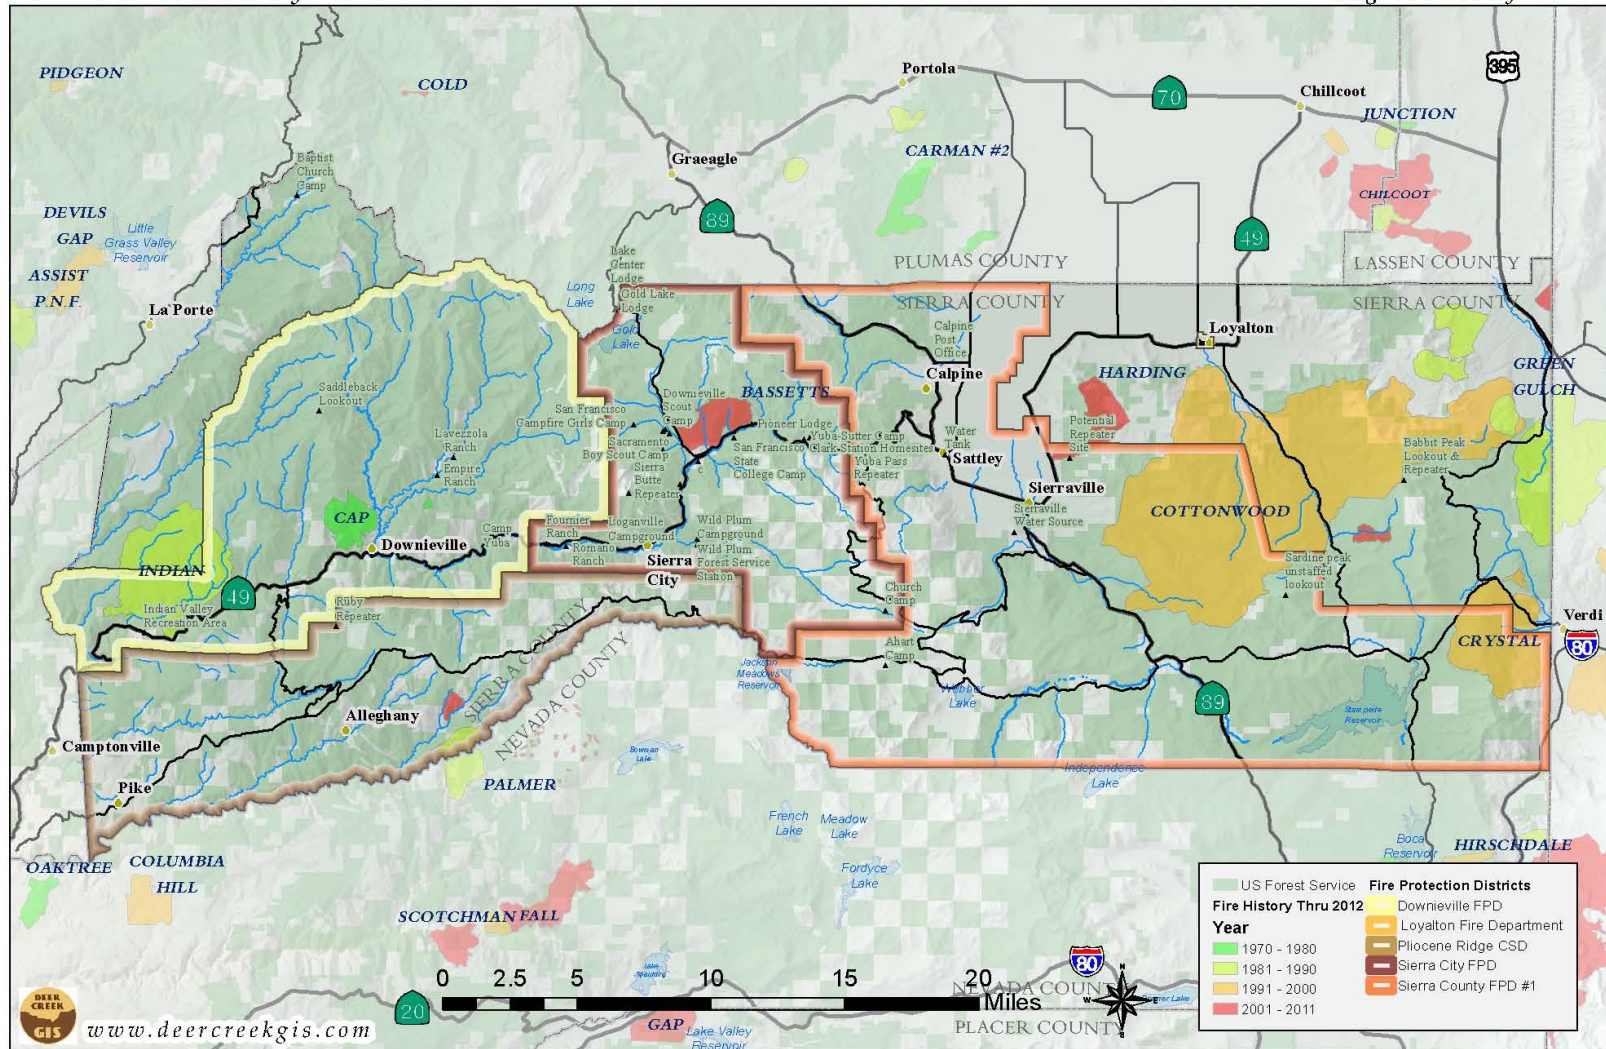 PIDGEON
COLD
Portola
70
395
Chillcoot
JUNCTION
Graeagle
CARMAN #2
Baptist
Church
Camp
CHILCOOT
DEVILS
GAP
Little
Grass Valley
Reservoir
89
49
ASSIST
P.N.F.
Lake
Center
Lodge
PLUMAS COUNTY
LASSEN COUNTY
Long
Lake
Gold Lake
Lodge
SIERRA COUNTY
SIERRA COUNTY
La Porte
Gold
Lake
Calpine
Post
Office
Loyalton
GREEN
GULCH
Saddleback
Lookout
Downieville
Scout
Camp
BASSETTS
Calpine
HARDING
San Francisco
Campfire Girls Camp
Pioneer Lodge
Potential
Repeater
Site
Lavezzola
Ranch
Sacramento
Boy Scout Camp
San Francisco
State
College Camp
Yuba-Sutter Camp
Clark Station Homesites
Water
Tank
Sattley
Babbit Peak
Lookout &
Repeater
Empire
Ranch
Sierra
Butte
Repeater
Yuba Pass
Repeater
Sierraville
Sierraville
Water Source
COTTONWOOD
CAP
Downieville
Camp
Yuba
Fournier
Ranch
Loganville
Campground
Wild Plum
Campground
Romano
Ranch
Sierra
City
Wild Plum
Forest Service
Station
Sardine peak
unstaffed
lookout
INDIAN
49
Indian Valley
Recreation Area
Ruby
Repeater
Church
Camp
Verdi
80
CRYSTAL
SIERRA COUNTY
NEVADA COUNTY
Jackson
Meadows
Reservoir
Ahart
Camp
Webber
Lake
89
Stampede
Reservoir
Alleghany
Camptonville
Bowman
Lake
Pike
PALMER
Independence
Lake
French
Lake
Meadow
Lake
Boca
Reservoir
HIRSCHDALE
OAKTREE
COLUMBIA
HILL
Fordyce
Lake
SCOTCHMAN
FALL
US Forest Service
Fire History Thru 2012
Year
1970 - 1980
1981 - 1990
1991 - 2000
2001 - 2011
Fire Protection Districts
Downieville FPD
Loyalton Fire Department
Pliocene Ridge CSD
Sierra City FPD
Sierra County FPD #1
Lake
Spaulding
80
0 2.5 5 10 15 20
Miles
N
W
E
S
NEVADA COUNTY
PLACER COUNTY
20
GAP
Lake Valley
Reservoir
DEER
CREEK
GIS
www.deercreekgis.com